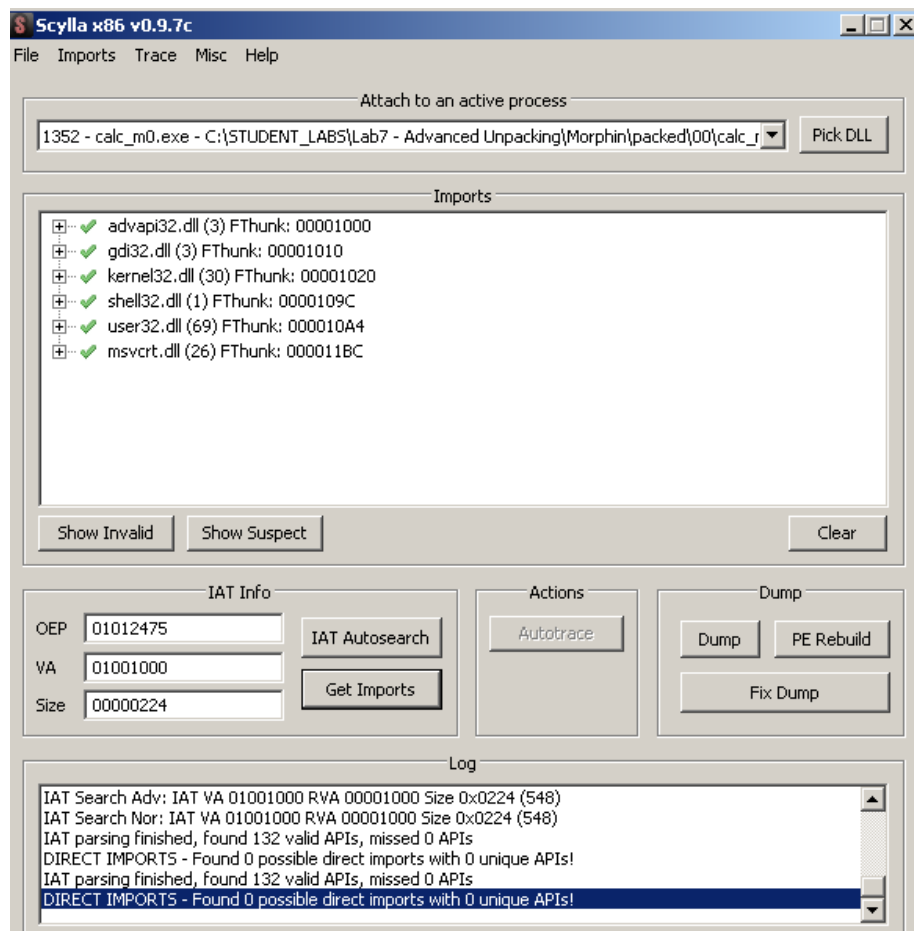 Scylla x86 v0.9.7c
File Imports Trace Misc Help
Attach to an active process
1352 - calc_m0.exe - C:\STUDENT_LABS\Lab7 - Advanced Unpacking\Morphin\packed\00\calc_r
Pick DLL
Imports
advapi32.dll (3) FThunk: 00001000
gdi32.dll (3) FThunk: 00001010
kernel32.dll (30) FThunk: 00001020
shell32.dll (1) FThunk: 0000109C
user32.dll (69) FThunk: 000010A4
msvcrt.dll (26) FThunk: 000011BC
Show Invalid Show Suspect Clear
IAT Info
OEP 01012475
VA 01001000
Size 00000224
IAT Autosearch
Get Imports
Actions
Autotrace
Dump
Dump PE Rebuild
Fix Dump
Log
IAT Search Adv: IAT VA 01001000 RVA 00001000 Size 0x0224 (548)
IAT Search Nor: IAT VA 01001000 RVA 00001000 Size 0x0224 (548)
IAT parsing finished, found 132 valid APIs, missed 0 APIs
DIRECT IMPORTS - Found 0 possible direct imports with 0 unique APIs!
IAT parsing finished, found 132 valid APIs, missed 0 APIs
DIRECT IMPORTS - Found 0 possible direct imports with 0 unique APIs!